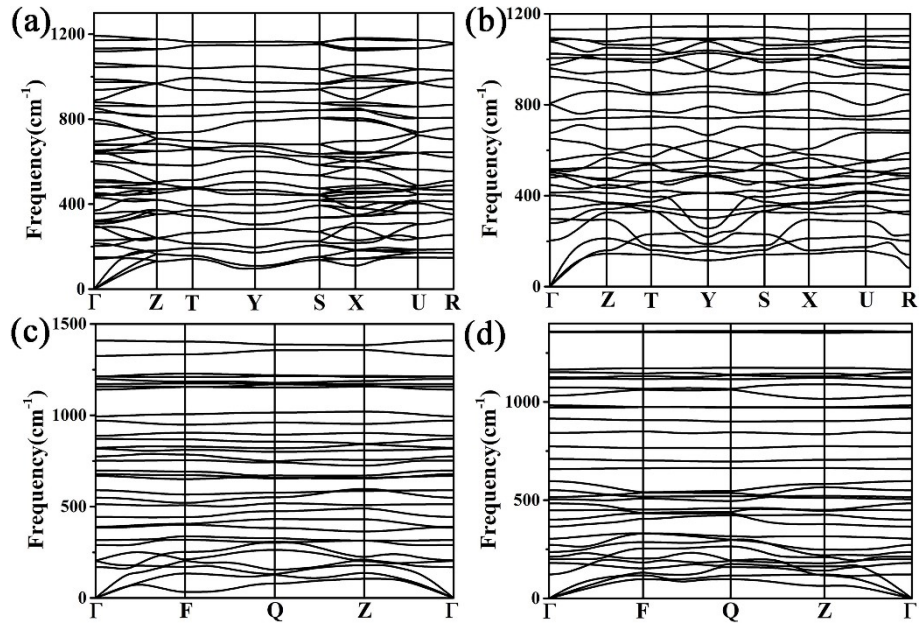 (a)
Frequency(cm-1)
1200
800
400
0
Γ Z T Y S X U R
(b)
Frequency(cm-1)
1200
800
400
0
Γ Z T Y S X U R
(c)
Frequency(cm-1)
1500
1000
500
0
Γ F Q Z Γ
(d)
Frequency(cm-1)
1000
500
0
Γ F Q Z Γ